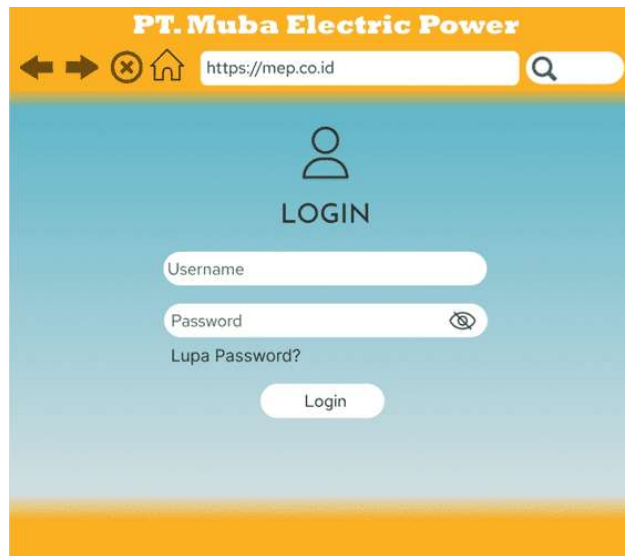 PT. Muba Electric Power
https://mep.co.id
LOGIN
Username
Password
Lupa Password?
Login